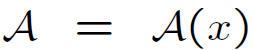 𝒜 = 𝒜(x)